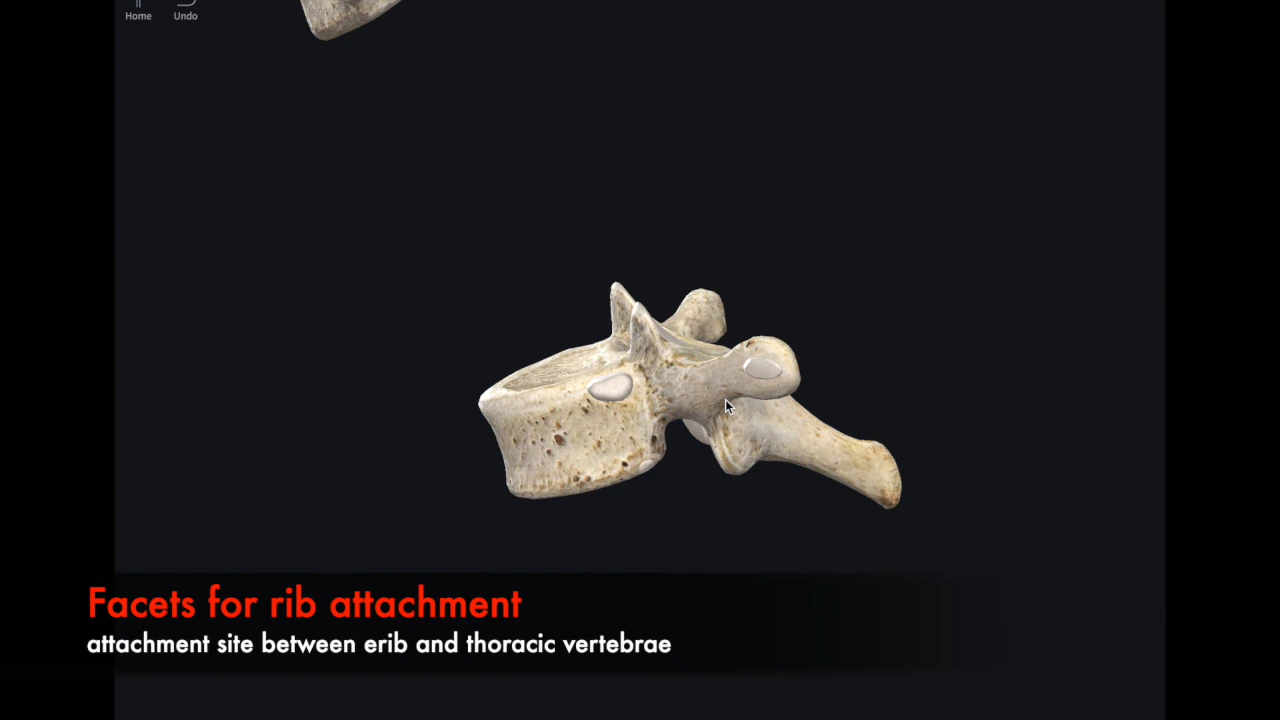 Home Undo
Facets for rib attachment
attachment site between erib and thoracic vertebrae